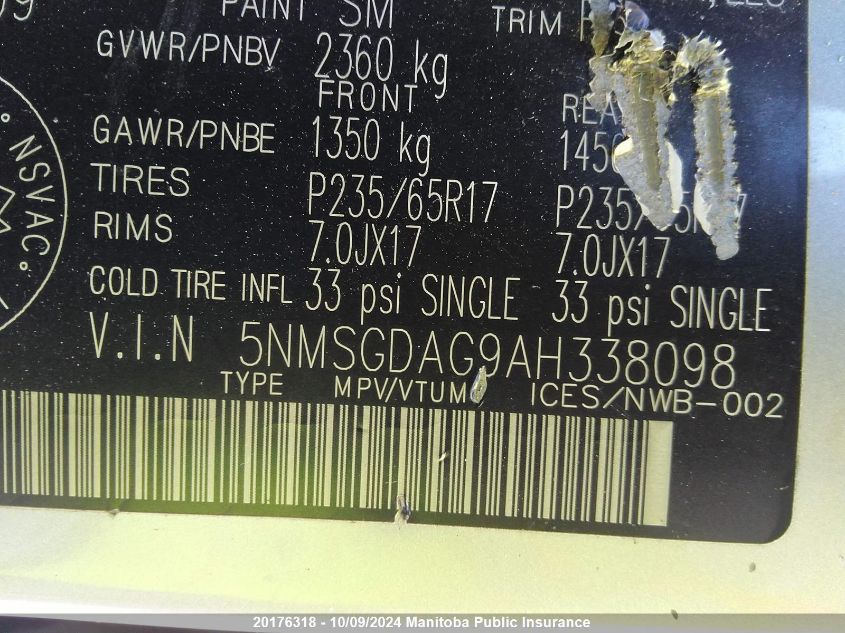 09 PAINT SM TRIM
GVWR/PNBV 2360 kg
FRONT
GAWR/PNBE 1350 kg
TIRES P235/65R17
RIMS 7.0JX17 7.0JX17
COLD TIRE INFL 33 psi SINGLE 33 psi SINGLE
V.I.N 5NMSGDAG9AH338098
TYPE MPV/VTUM ICES/NWB-002
NSVAC
20176318 - 10/09/2024 Manitoba Public Insurance